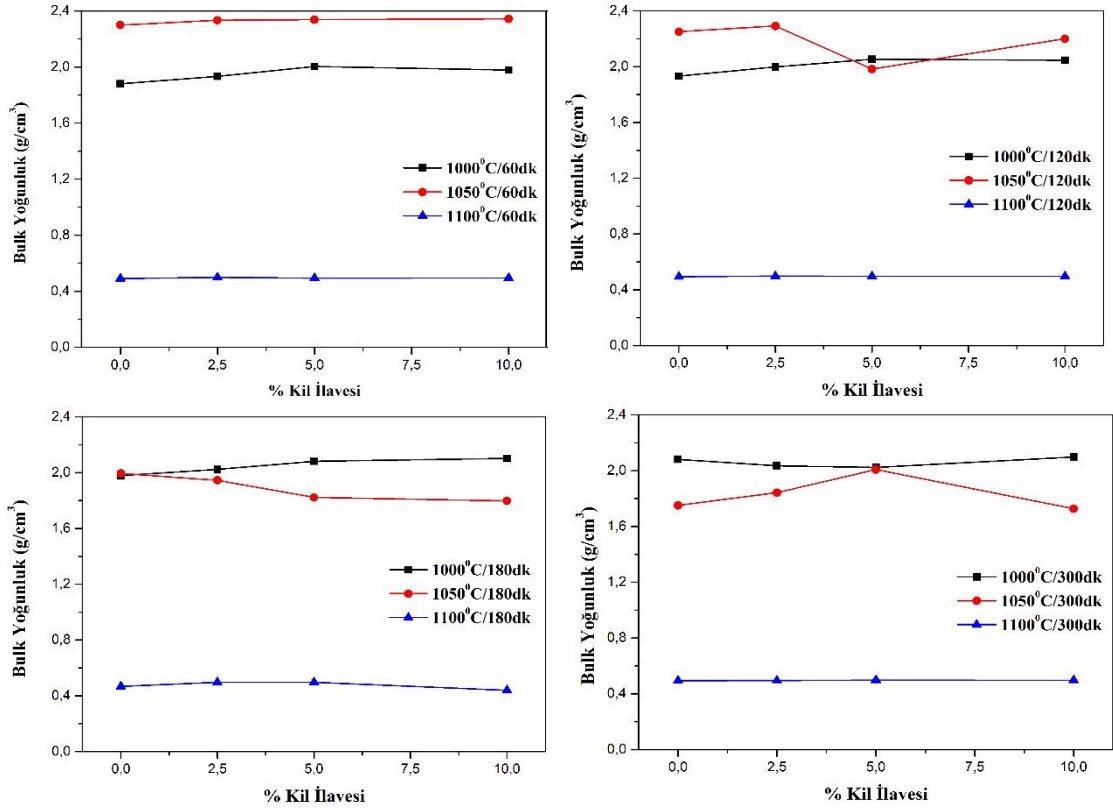 2,4
2,0
1,6
1,2
0,8
0,4
0,0
Bulk Yoğunluk (g/cm³)
1000⁰C/60dk
1050⁰C/60dk
1100⁰C/60dk
0,0 2,5 5,0 7,5 10,0
% Kil İlavesi
2,4
2,0
1,6
1,2
0,8
0,4
0,0
Bulk Yoğunluk (g/cm³)
1000⁰C/120dk
1050⁰C/120dk
1100⁰C/120dk
0,0 2,5 5,0 7,5 10,0
% Kil İlavesi
2,4
2,0
1,6
1,2
0,8
0,4
0,0
Bulk Yoğunluk (g/cm³)
1000⁰C/180dk
1050⁰C/180dk
1100⁰C/180dk
0,0 2,5 5,0 7,5 10,0
% Kil İlavesi
2,4
2,0
1,6
1,2
0,8
0,4
0,0
Bulk Yoğunluk (g/cm³)
1000⁰C/300dk
1050⁰C/300dk
1100⁰C/300dk
0,0 2,5 5,0 7,5 10,0
% Kil İlavesi